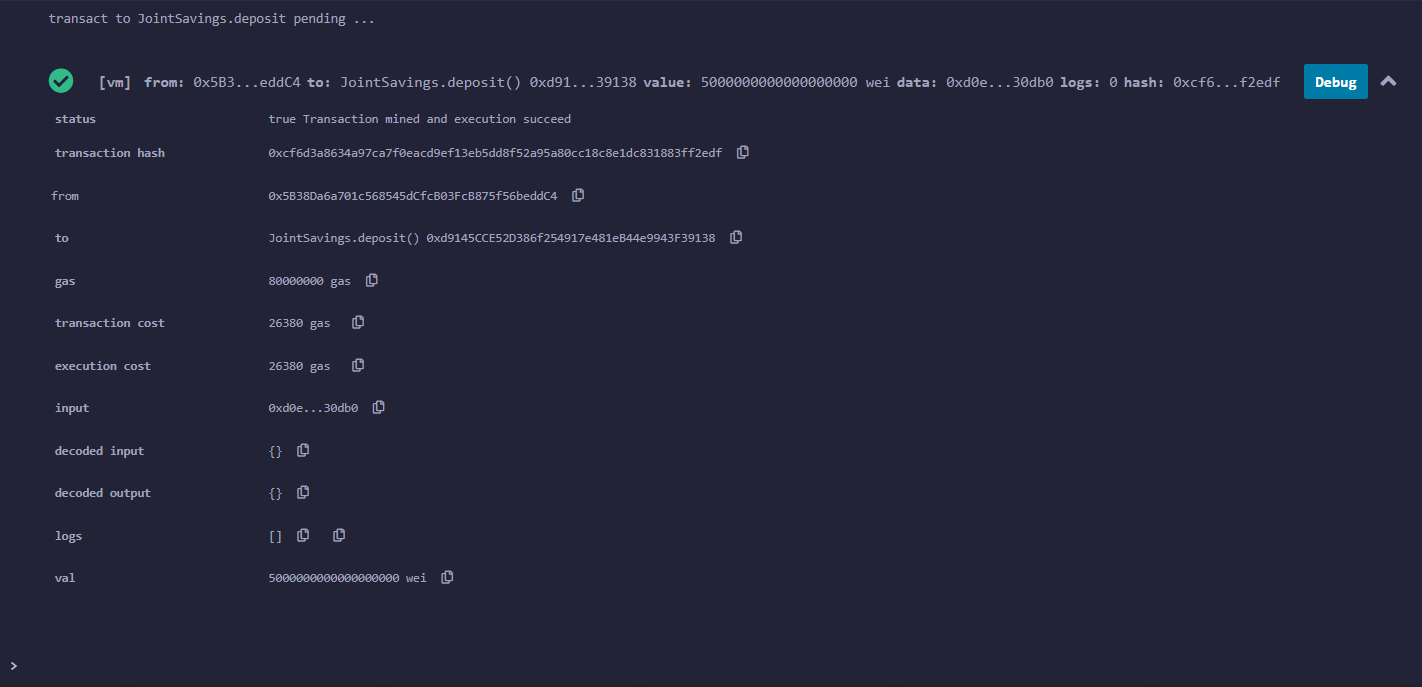 transact to JointSavings.deposit pending ...
[vm] from: 0x5B3...eddC4 to: JointSavings.deposit() 0xd91...39138 value: 5000000000000000000 wei data: 0xd0e...30db0 logs: 0 hash: 0xcf6...f2edf Debug
status true Transaction mined and execution succeed
transaction hash 0xcf6d3a8634a97ca7f0eacd9ef13eb5dd8f52a95a80cc18c8e1dc831883ff2edf
from 0x5B38Da6a701c568545dCfcB03FcB875f56beddC4
to JointSavings.deposit() 0xd9145CCE52D386f254917e481eB44e9943F39138
gas 80000000 gas
transaction cost 26380 gas
execution cost 26380 gas
input 0xd0e...30db0
decoded input {}
decoded output {}
logs []
val 5000000000000000000 wei
>